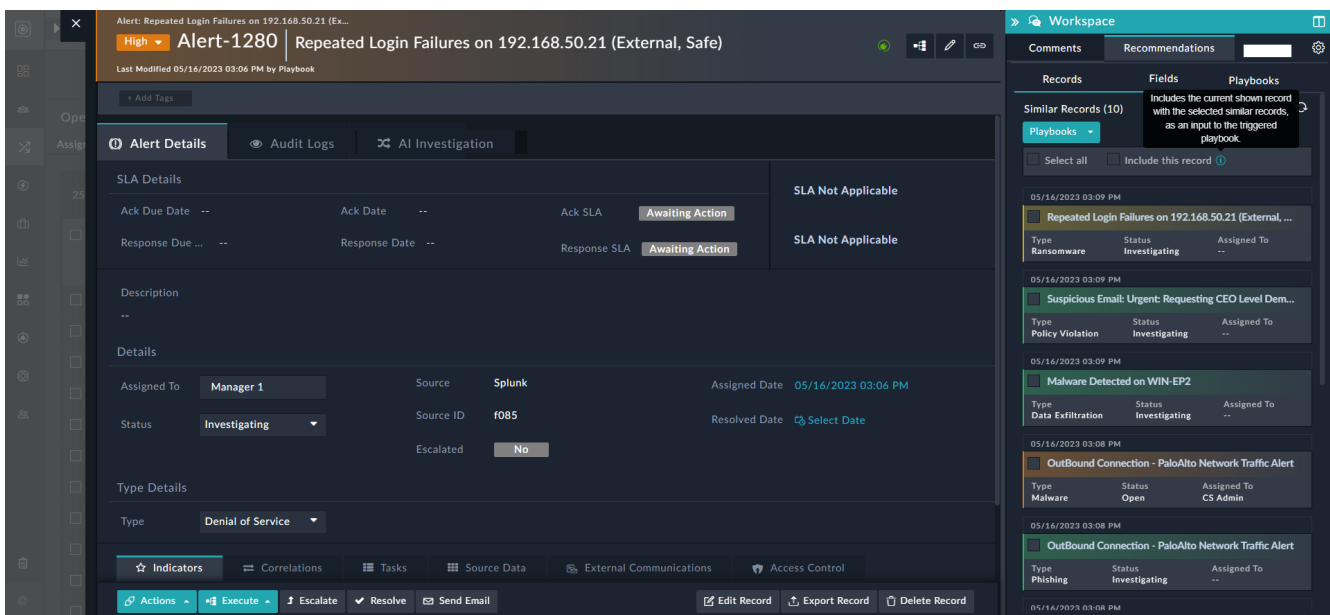 Alert: Repeated Login Failures on 192.168.50.21 (Ex...
High Alert-1280 Repeated Login Failures on 192.168.50.21 (External, Safe)
Last Modified 05/16/2023 03:06 PM by Playbook
+ Add Tags
Ope
Assign
25
Alert Details Audit Logs AI Investigation
SLA Details
Ack Due Date -- Ack Date -- Ack SLA Awaiting Action SLA Not Applicable
Response Due ... -- Response Date -- Response SLA Awaiting Action SLA Not Applicable
Description
--
Details
Assigned To Manager 1 Source Splunk Assigned Date 05/16/2023 03:06 PM
Status Investigating Source ID f085 Resolved Date Select Date
Escalated No
Type Details
Type Denial of Service
Indicators Correlations Tasks Source Data External Communications Access Control
Actions Execute Escalate Resolve Send Email Edit Record Export Record Delete Record
Workspace
Comments Recommendations
Records Fields Playbooks
Includes the current shown record
with the selected similar records,
as an input to the triggered
playbook.
Similar Records (10)
Playbooks
Select all Include this record
05/16/2023 03:09 PM
Repeated Login Failures on 192.168.50.21 (External, ...
Type Status Assigned To
Ransomware Investigating --
05/16/2023 03:09 PM
Suspicious Email: Urgent: Requesting CEO Level Dem...
Type Status Assigned To
Policy Violation Investigating --
05/16/2023 03:09 PM
Malware Detected on WIN-EP2
Type Status Assigned To
Data Exfiltration Investigating --
05/16/2023 03:08 PM
OutBound Connection - PaloAlto Network Traffic Alert
Type Status Assigned To
Malware Open CS Admin
05/16/2023 03:08 PM
OutBound Connection - PaloAlto Network Traffic Alert
Type Status Assigned To
Phishing Investigating --
05/16/2023 03:08 PM